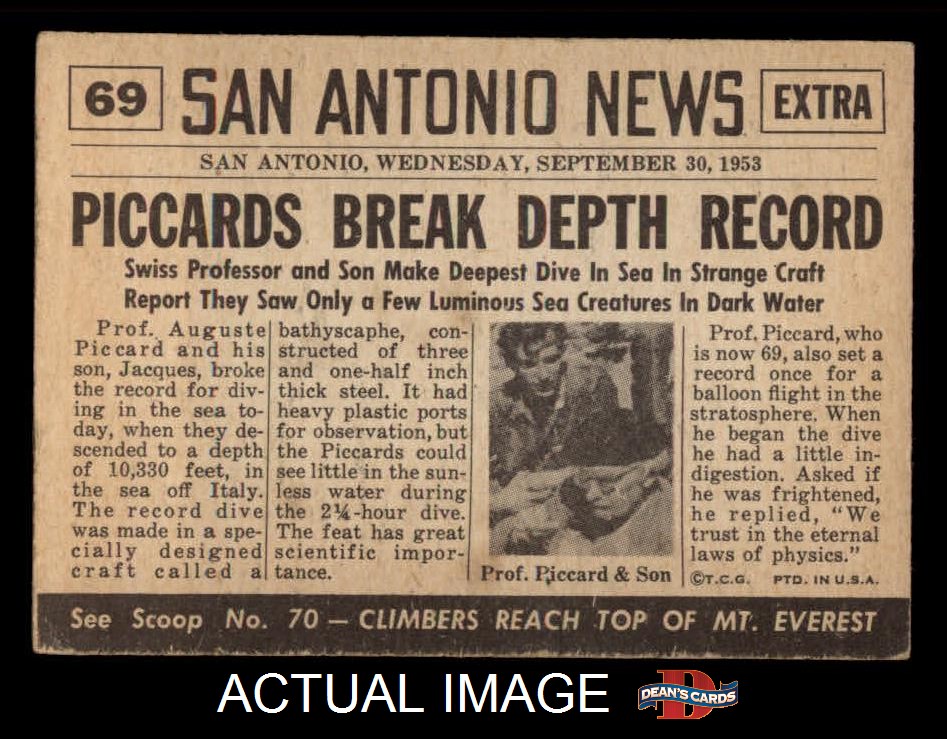 69
SAN ANTONIO NEWS
EXTRA
SAN ANTONIO, WEDNESDAY, SEPTEMBER 30, 1953
PICCARDS BREAK DEPTH RECORD
Swiss Professor and Son Make Deepest Dive In Sea In Strange Craft
Report They Saw Only a Few Luminous Sea Creatures In Dark Water
Prof. Auguste
Piccard and his
son, Jacques, broke
the record for div-
ing in the sea to-
day, when they de-
scended to a depth
of 10,330 feet, in
the sea off Italy.
The record dive
was made in a spe-
cially designed
craft called a
bathyscaphe, con-
structed of three
and one-half inch
thick steel. It had
heavy plastic ports
for observation, but
the Piccards could
see little in the sun-
less water during
the 2¼-hour dive.
The feat has great
scientific impor-
tance.
Prof. Piccard & Son
Prof. Piccard, who
is now 69, also set a
record once for a
balloon flight in the
stratosphere. When
he began the dive
he had a little in-
digestion. Asked if
he was frightened,
he replied, "We
trust in the eternal
laws of physics."
©T.C.G. PTD. IN U.S.A.
See Scoop No. 70 — CLIMBERS REACH TOP OF MT. EVEREST
ACTUAL IMAGE
D
DEAN'S CARDS